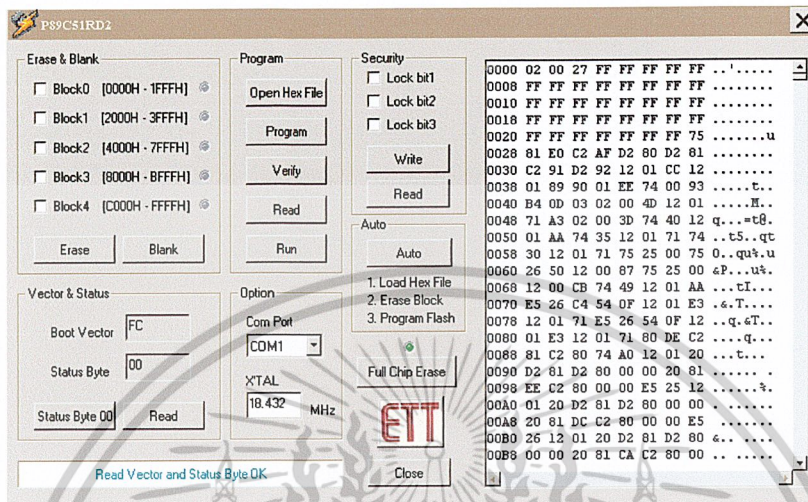 P89C51RD2
Erase & Blank
Block0 [0000H - 1FFFH]
Block1 [2000H - 3FFFH]
Block2 [4000H - 7FFFH]
Block3 [8000H - BFFFH]
Block4 [C000H - FFFFH]
Erase Blank
Vector & Status
Boot Vector FC
Status Byte 00
Status Byte 00 Read
Read Vector and Status Byte OK
Program
Open Hex File
Program
Verify
Read
Run
Option
Com Port
COM1
X'TAL
18.432 MHz
Security
Lock bit1
Lock bit2
Lock bit3
Write
Read
Auto
Auto
1. Load Hex File
2. Erase Block
3. Program Flash
Full Chip Erase
ETT
Close
0000 02 00 27 FF FF FF FF FF ..'.....
0008 FF FF FF FF FF FF FF FF ........
0010 FF FF FF FF FF FF FF FF ........
0018 FF FF FF FF FF FF FF FF ........
0020 FF FF FF FF FF FF FF 75 .......u
0028 81 E0 C2 AF D2 80 D2 81 ........
0030 C2 91 D2 92 12 01 CC 12 ........
0038 01 89 90 01 EE 74 00 93 .....t..
0040 B4 0D 03 02 00 4D 12 01 .....M..
0048 71 A3 02 00 3D 74 40 12 q...=t@.
0050 01 AA 74 35 12 01 71 74 ..t5..qt
0058 30 12 01 71 75 25 00 75 0..qu%.u
0060 26 50 12 00 87 75 25 00 &P...u%.
0068 12 00 CB 74 49 12 01 AA ...tI...
0070 E5 26 C4 54 0F 12 01 E3 .&.T....
0078 12 01 71 E5 26 54 0F 12 ..q.&T..
0080 01 E3 12 01 71 80 DE C2 ....q...
0088 81 C2 80 74 A0 12 01 20 ...t...
0090 D2 81 D2 80 00 00 20 81 ...... .
0098 EE C2 80 00 00 E5 25 12 ......%.
00A0 01 20 D2 81 D2 80 00 00 . ......
00A8 20 81 DC C2 80 00 00 E5 .......
00B0 26 12 01 20 D2 81 D2 80 &.. ....
00B8 00 00 20 81 CA C2 80 00 .. .....